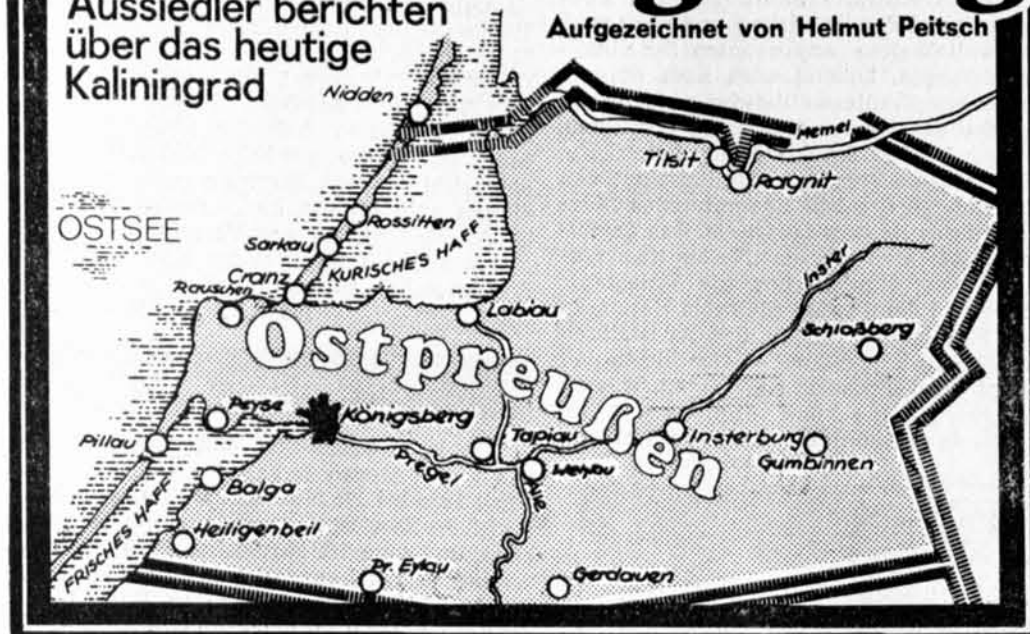 Aussiedler berichten
über das heutige
Kaliningrad
Aufgezeichnet von Helmut Peitsch
Nidden
Memel
Tilsit
Ragnit
OSTSEE
Rossitten
Sarkau
KURISCHES HAFF
Cranz
Rauschen
Inster
Labiau
Schloßberg
Ostpreußen
Peyse
Königsberg
Pillau
Pregel
Tapiau
Insterburg
Gumbinnen
Wehlau
Balga
FRISCHES HAFF
Heiligenbeil
Pr. Eylau
Gerdauen